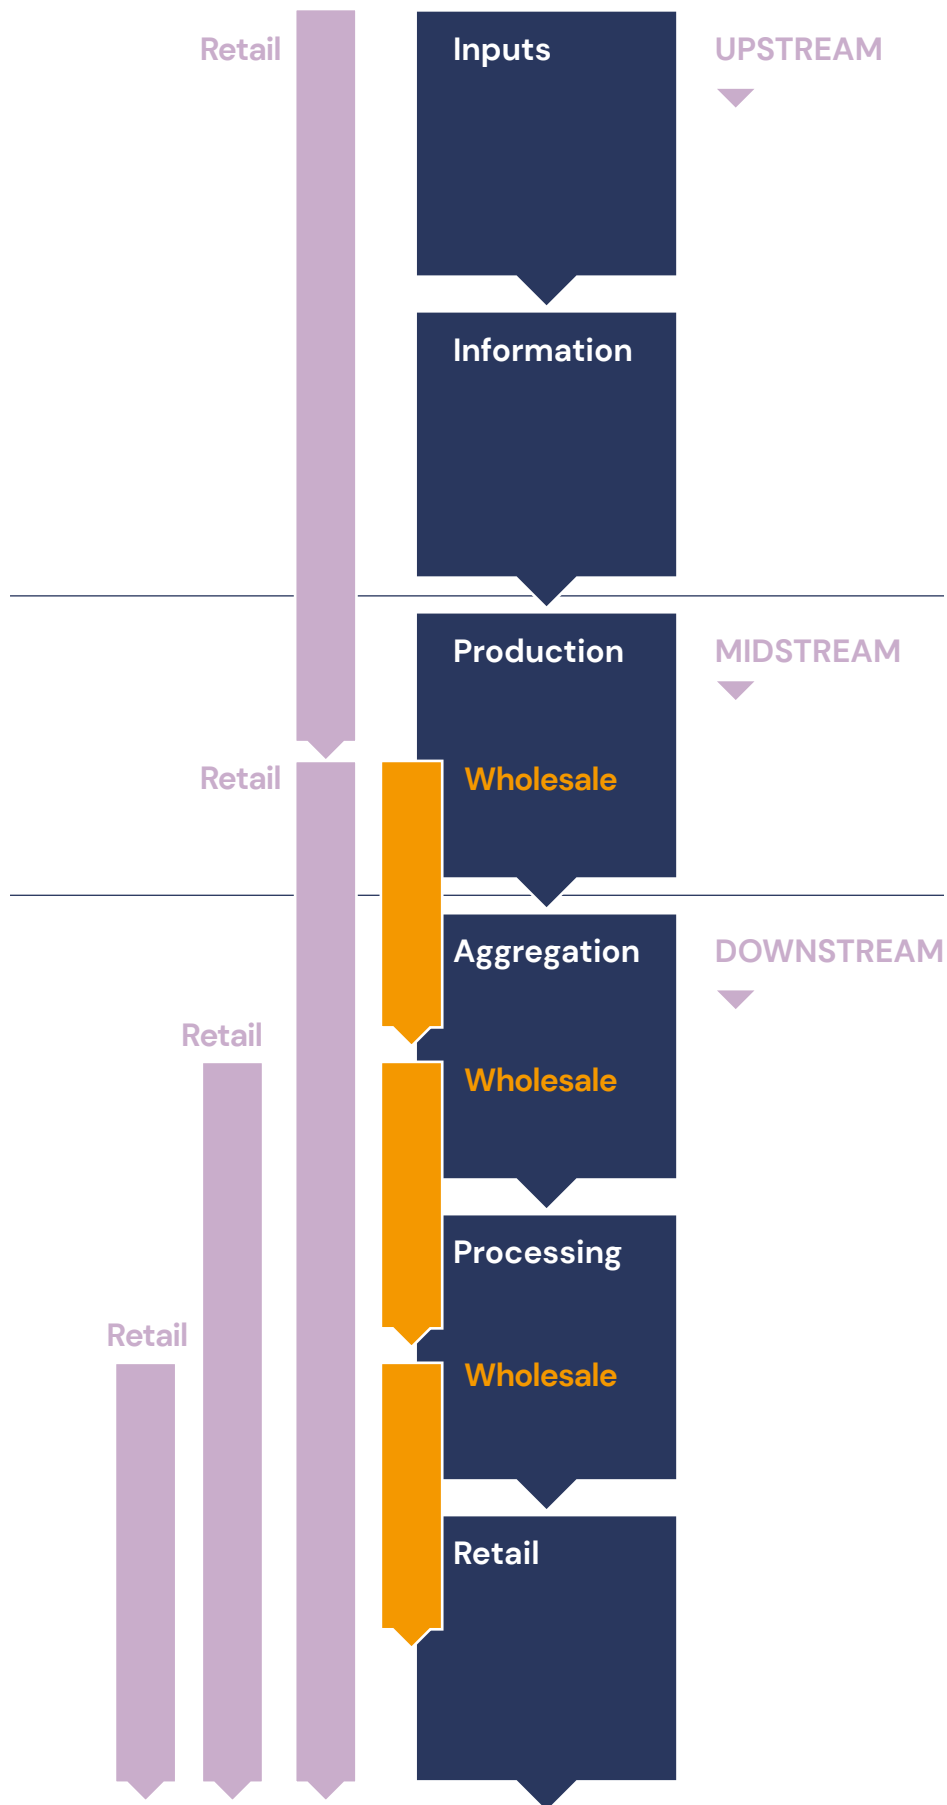 Retail
Inputs
UPSTREAM
Information
Production
MIDSTREAM
Retail
Wholesale
Aggregation
DOWNSTREAM
Retail
Wholesale
Processing
Retail
Wholesale
Retail